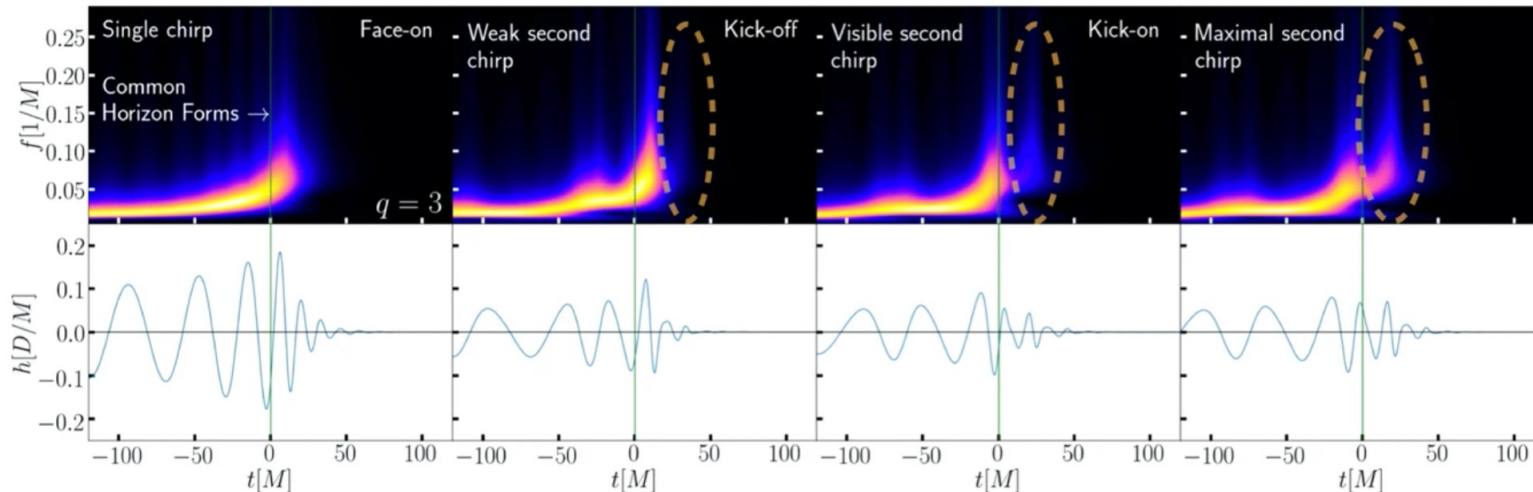 Single chirp Face-on
Common
Horizon Forms →
q = 3
Weak second
chirp
Kick-off
Visible second
chirp
Kick-on
Maximal second
chirp
f[1/M]
0.25
0.20
0.15
0.10
0.05
h[D/M]
0.2
0.1
0.0
−0.1
−0.2
−100 −50 0 50 100
−100 −50 0 50 100
−100 −50 0 50 100
−100 −50 0 50 100
t[M] t[M] t[M] t[M]